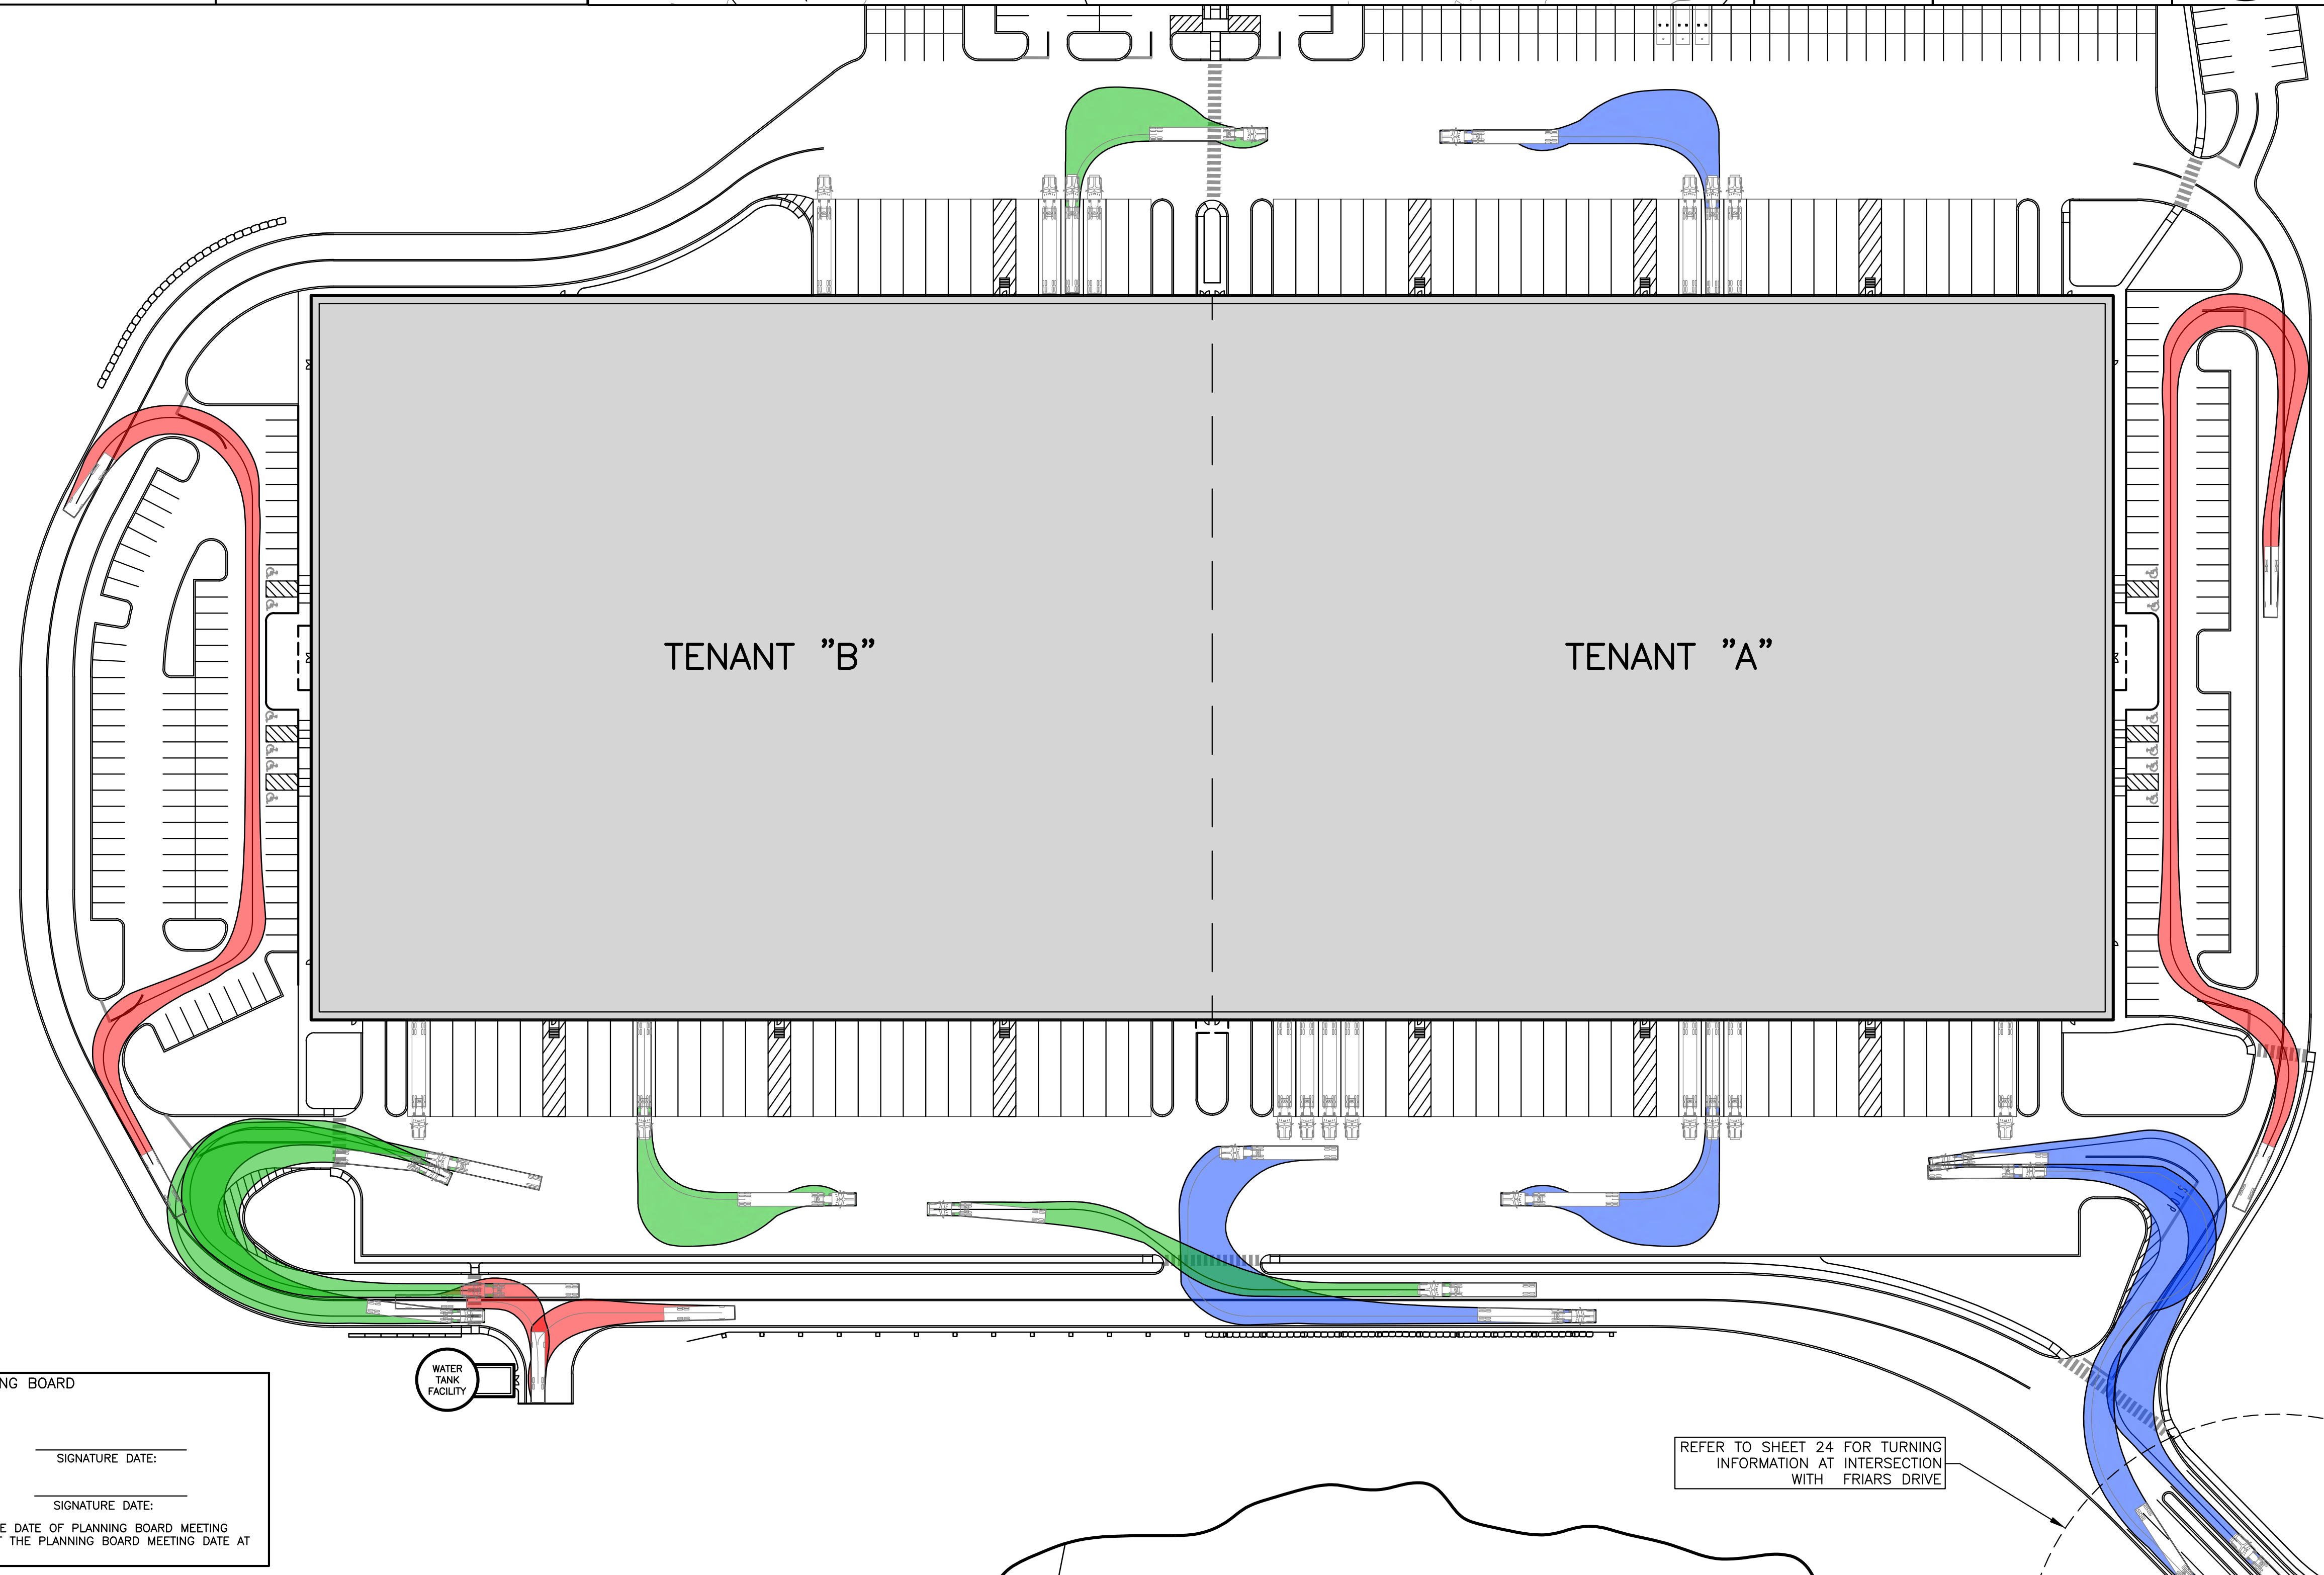 TENANT "B"
TENANT "A"
STOP
WATER
TANK
FACILITY
NG BOARD
SIGNATURE DATE:
SIGNATURE DATE:
E DATE OF PLANNING BOARD MEETING
T THE PLANNING BOARD MEETING DATE AT
REFER TO SHEET 24 FOR TURNING
INFORMATION AT INTERSECTION
WITH FRIARS DRIVE